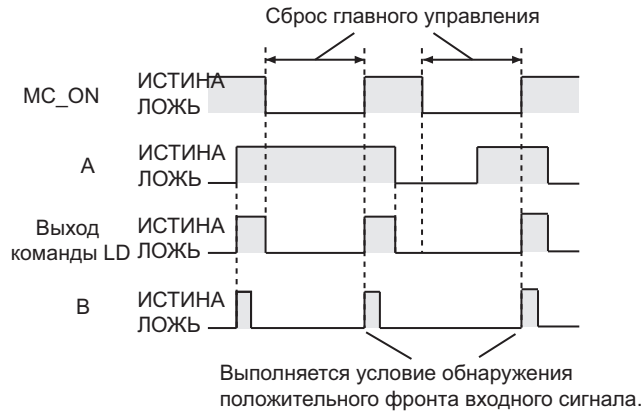 Сброс главного управления
MC_ON
ИСТИНА
ЛОЖЬ
A
ИСТИНА
ЛОЖЬ
Выход
команды LD
ИСТИНА
ЛОЖЬ
B
ИСТИНА
ЛОЖЬ
Выполняется условие обнаружения
положительного фронта входного сигнала.